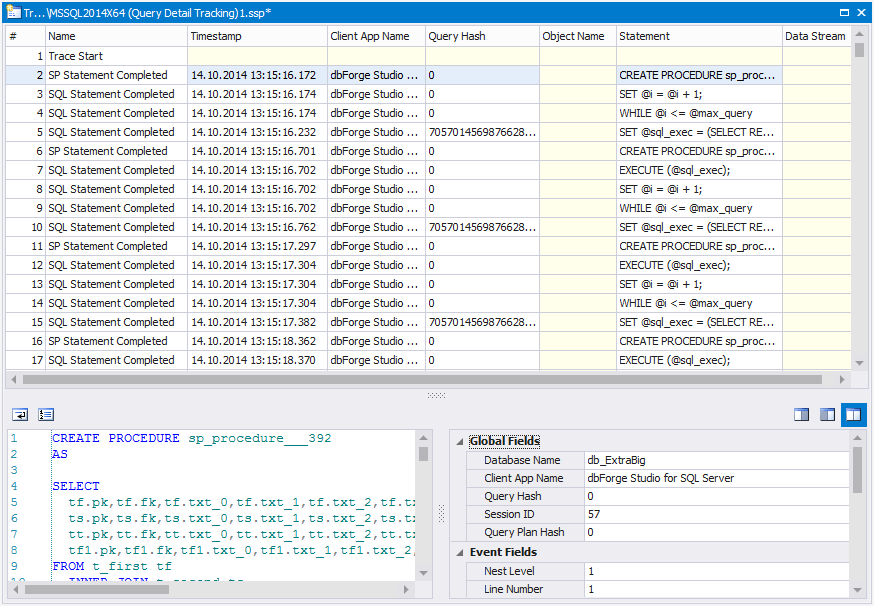 Tr...\MSSQL2014X64 (Query Detail Tracking)1.ssp*
# Name Timestamp Client App Name Query Hash Object Name Statement Data Stream
1 Trace Start
2 SP Statement Completed 14.10.2014 13:15:16.172 dbForge Studio ... 0 CREATE PROCEDURE sp_proc...
3 SQL Statement Completed 14.10.2014 13:15:16.174 dbForge Studio ... 0 SET @i = @i + 1;
4 SQL Statement Completed 14.10.2014 13:15:16.174 dbForge Studio ... 0 WHILE @i <= @max_query
5 SQL Statement Completed 14.10.2014 13:15:16.232 dbForge Studio ... 7057014569876628... SET @sql_exec = (SELECT RE...
6 SP Statement Completed 14.10.2014 13:15:16.701 dbForge Studio ... 0 CREATE PROCEDURE sp_proc...
7 SQL Statement Completed 14.10.2014 13:15:16.702 dbForge Studio ... 0 EXECUTE (@sql_exec);
8 SQL Statement Completed 14.10.2014 13:15:16.702 dbForge Studio ... 0 SET @i = @i + 1;
9 SQL Statement Completed 14.10.2014 13:15:16.702 dbForge Studio ... 0 WHILE @i <= @max_query
10 SQL Statement Completed 14.10.2014 13:15:16.762 dbForge Studio ... 7057014569876628... SET @sql_exec = (SELECT RE...
11 SP Statement Completed 14.10.2014 13:15:17.297 dbForge Studio ... 0 CREATE PROCEDURE sp_proc...
12 SQL Statement Completed 14.10.2014 13:15:17.304 dbForge Studio ... 0 EXECUTE (@sql_exec);
13 SQL Statement Completed 14.10.2014 13:15:17.304 dbForge Studio ... 0 SET @i = @i + 1;
14 SQL Statement Completed 14.10.2014 13:15:17.304 dbForge Studio ... 0 WHILE @i <= @max_query
15 SQL Statement Completed 14.10.2014 13:15:17.382 dbForge Studio ... 7057014569876628... SET @sql_exec = (SELECT RE...
16 SP Statement Completed 14.10.2014 13:15:18.362 dbForge Studio ... 0 CREATE PROCEDURE sp_proc...
17 SQL Statement Completed 14.10.2014 13:15:18.370 dbForge Studio ... 0 EXECUTE (@sql_exec);
1 CREATE PROCEDURE sp_procedure___392
2 AS
3
4 SELECT
5 tf.pk,tf.fk,tf.txt_0,tf.txt_1,tf.txt_2,tf.tx
6 ts.pk,ts.fk,ts.txt_0,ts.txt_1,ts.txt_2,ts.tx
7 tt.pk,tt.fk,tt.txt_0,tt.txt_1,tt.txt_2,tt.tx
8 tf1.pk,tf1.fk,tf1.txt_0,tf1.txt_1,tf1.txt_2,
9 FROM t_first tf
10 INNER JOIN t_second ts
Global Fields
Database Name db_ExtraBig
Client App Name dbForge Studio for SQL Server
Query Hash 0
Session ID 57
Query Plan Hash 0
Event Fields
Nest Level 1
Line Number 1